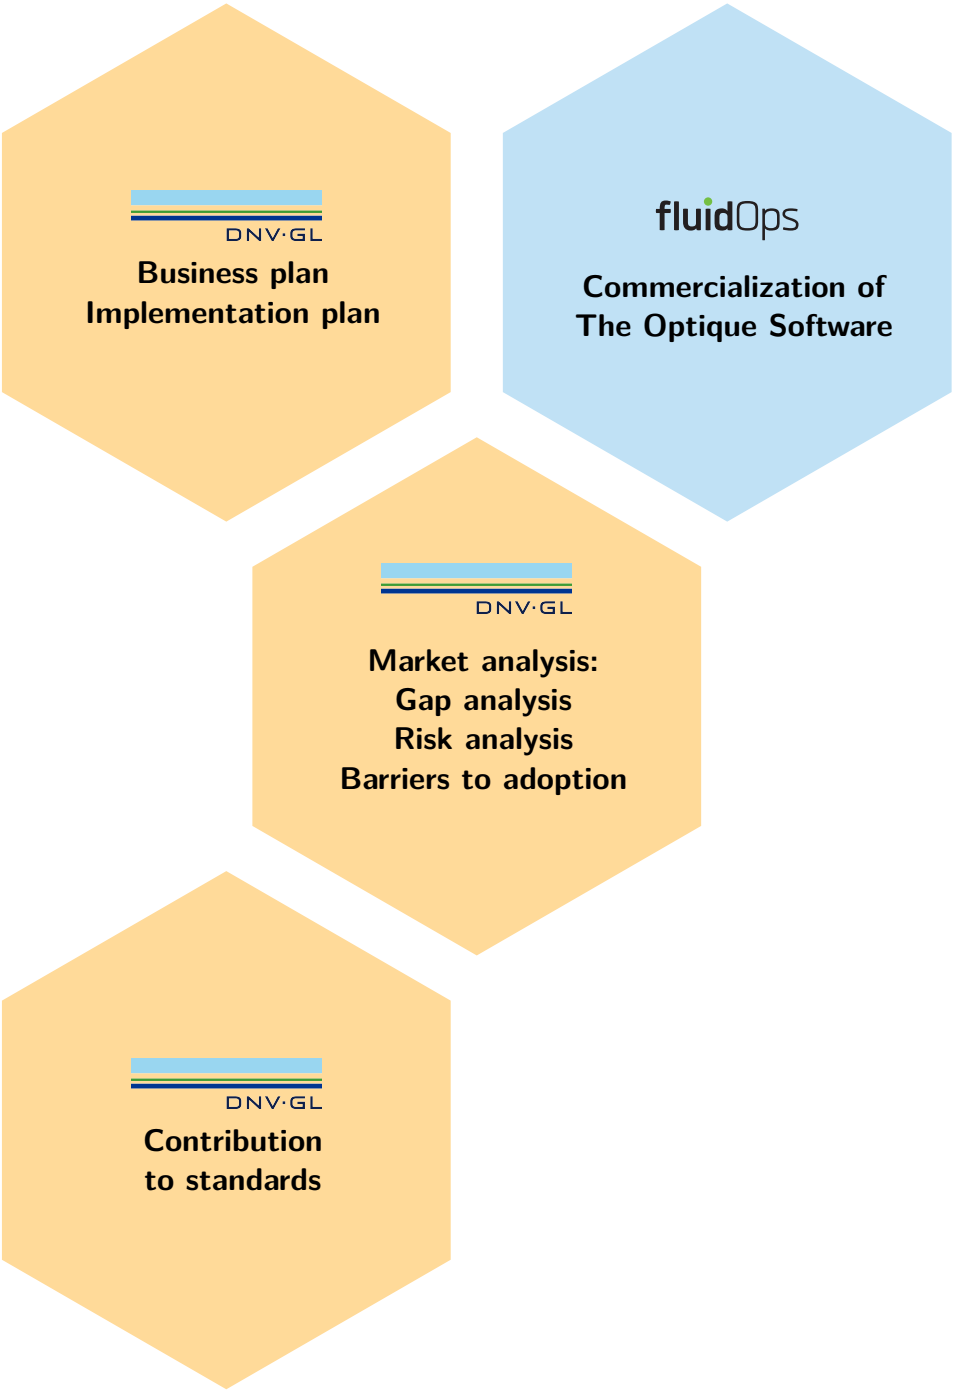 DNV·GL
Business plan
Implementation plan
fluidOps
Commercialization of
The Optique Software
DNV·GL
Market analysis:
Gap analysis
Risk analysis
Barriers to adoption
DNV·GL
Contribution
to standards